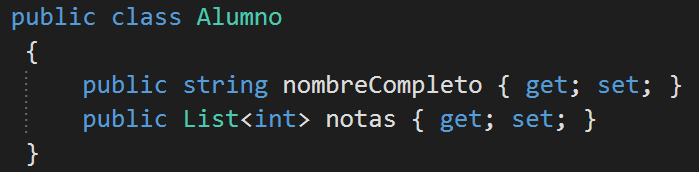 public class Alumno
{
public string nombreCompleto { get; set; }
public List<int> notas { get; set; }
}